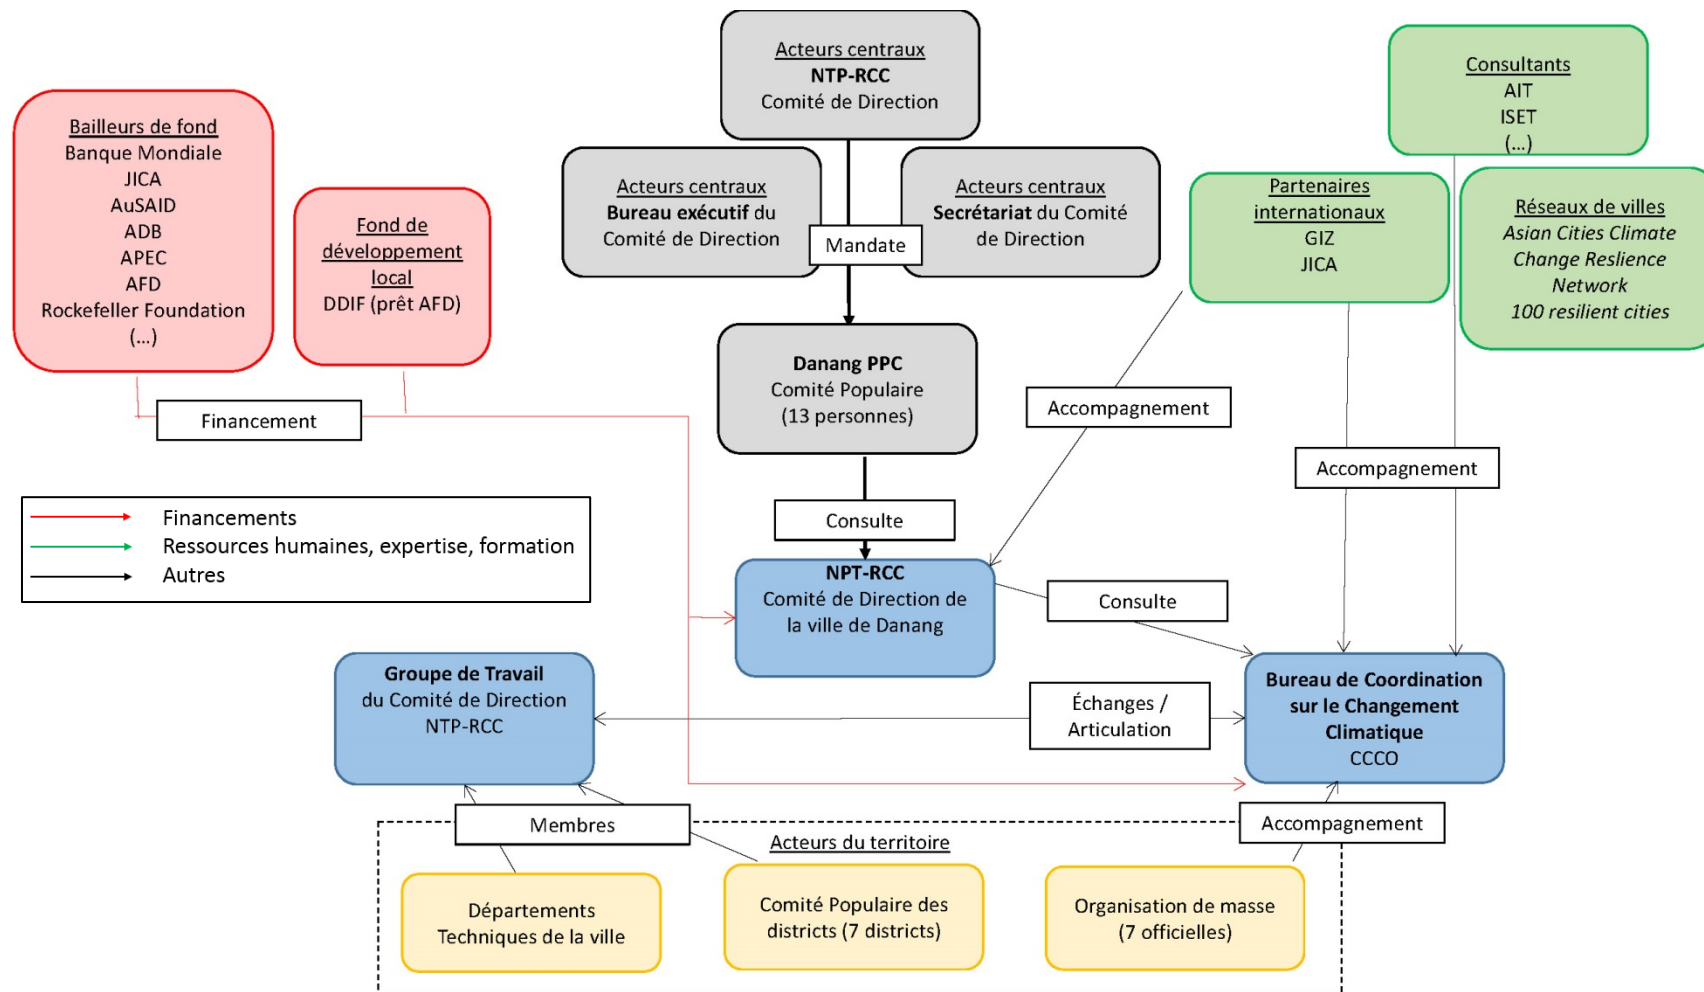 Acteurs centraux
NTP-RCC
Comité de Direction
Consultants
AIT
ISET
(...)
Bailleurs de fond
Banque Mondiale
JICA
AuSAID
ADB
APEC
AFD
Rockefeller Foundation
(...)
Fond de
développement
local
DDIF (prêt AFD)
Acteurs centraux
Bureau exécutif du
Comité de Direction
Acteurs centraux
Secrétariat du Comité
de Direction
Mandate
Partenaires
internationaux
GIZ
JICA
Réseaux de villes
Asian Cities Climate
Change Reslience
Network
100 resilient cities
Danang PPC
Comité Populaire
(13 personnes)
Financement
Accompagnement
Accompagnement
Financements
Ressources humaines, expertise, formation
Autres
Consulte
NPT-RCC
Comité de Direction de
la ville de Danang
Consulte
Groupe de Travail
du Comité de Direction
NTP-RCC
Échanges /
Articulation
Bureau de Coordination
sur le Changement
Climatique
CCCO
Membres
Accompagnement
Acteurs du territoire
Départements
Techniques de la ville
Comité Populaire des
districts (7 districts)
Organisation de masse
(7 officielles)